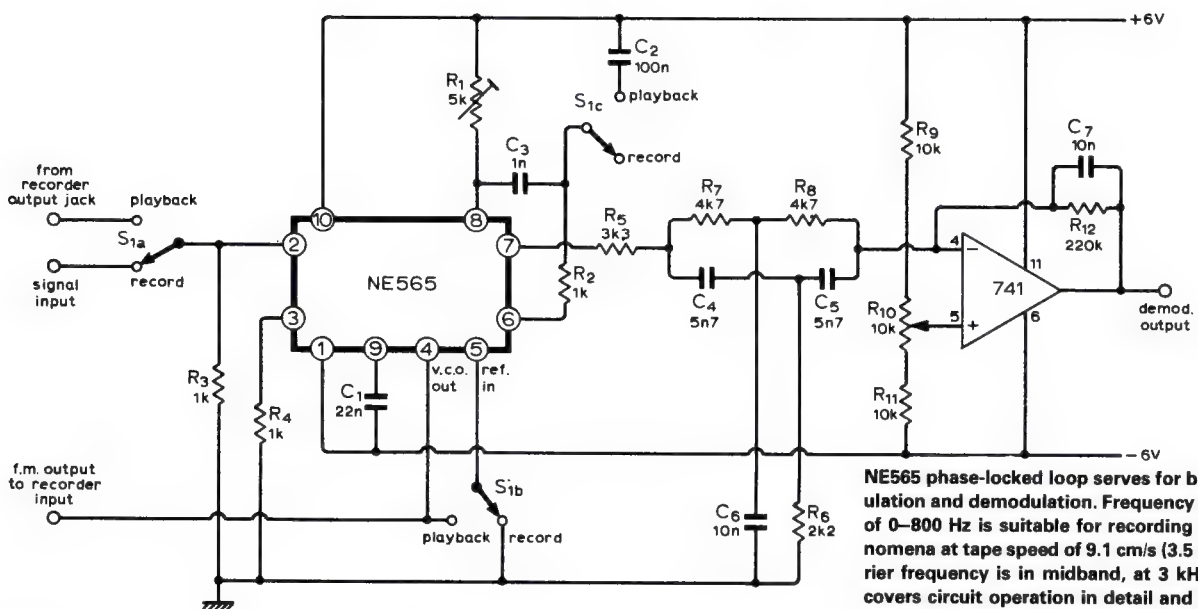 +6V
C2
100n
playback
R1
5k
S1c
record
C3
1n
R9
10k
C7
10n
from
recorder
output jack
playback
S1a
signal
input
record
10
8
2
7
NE565
3
6
1
9
4
5
R5
3k3
R7
4k7
R8
4k7
R2
1k
C4
5n7
C5
5n7
R12
220k
4
−
11
741
5
+
6
demod.
output
R10
10k
R3
1k
R4
1k
C1
22n
v.c.o.
out
ref.
in
R11
10k
−6V
f.m. output
to recorder
input
S1b
playback
record
C6
10n
R6
2k2
NE565 phase-locked loop serves for b
ulation and demodulation. Frequency
of 0–800 Hz is suitable for recording
nomena at tape speed of 9.1 cm/s (3.5
rier frequency is in midband, at 3 kH
covers circuit operation in detail and